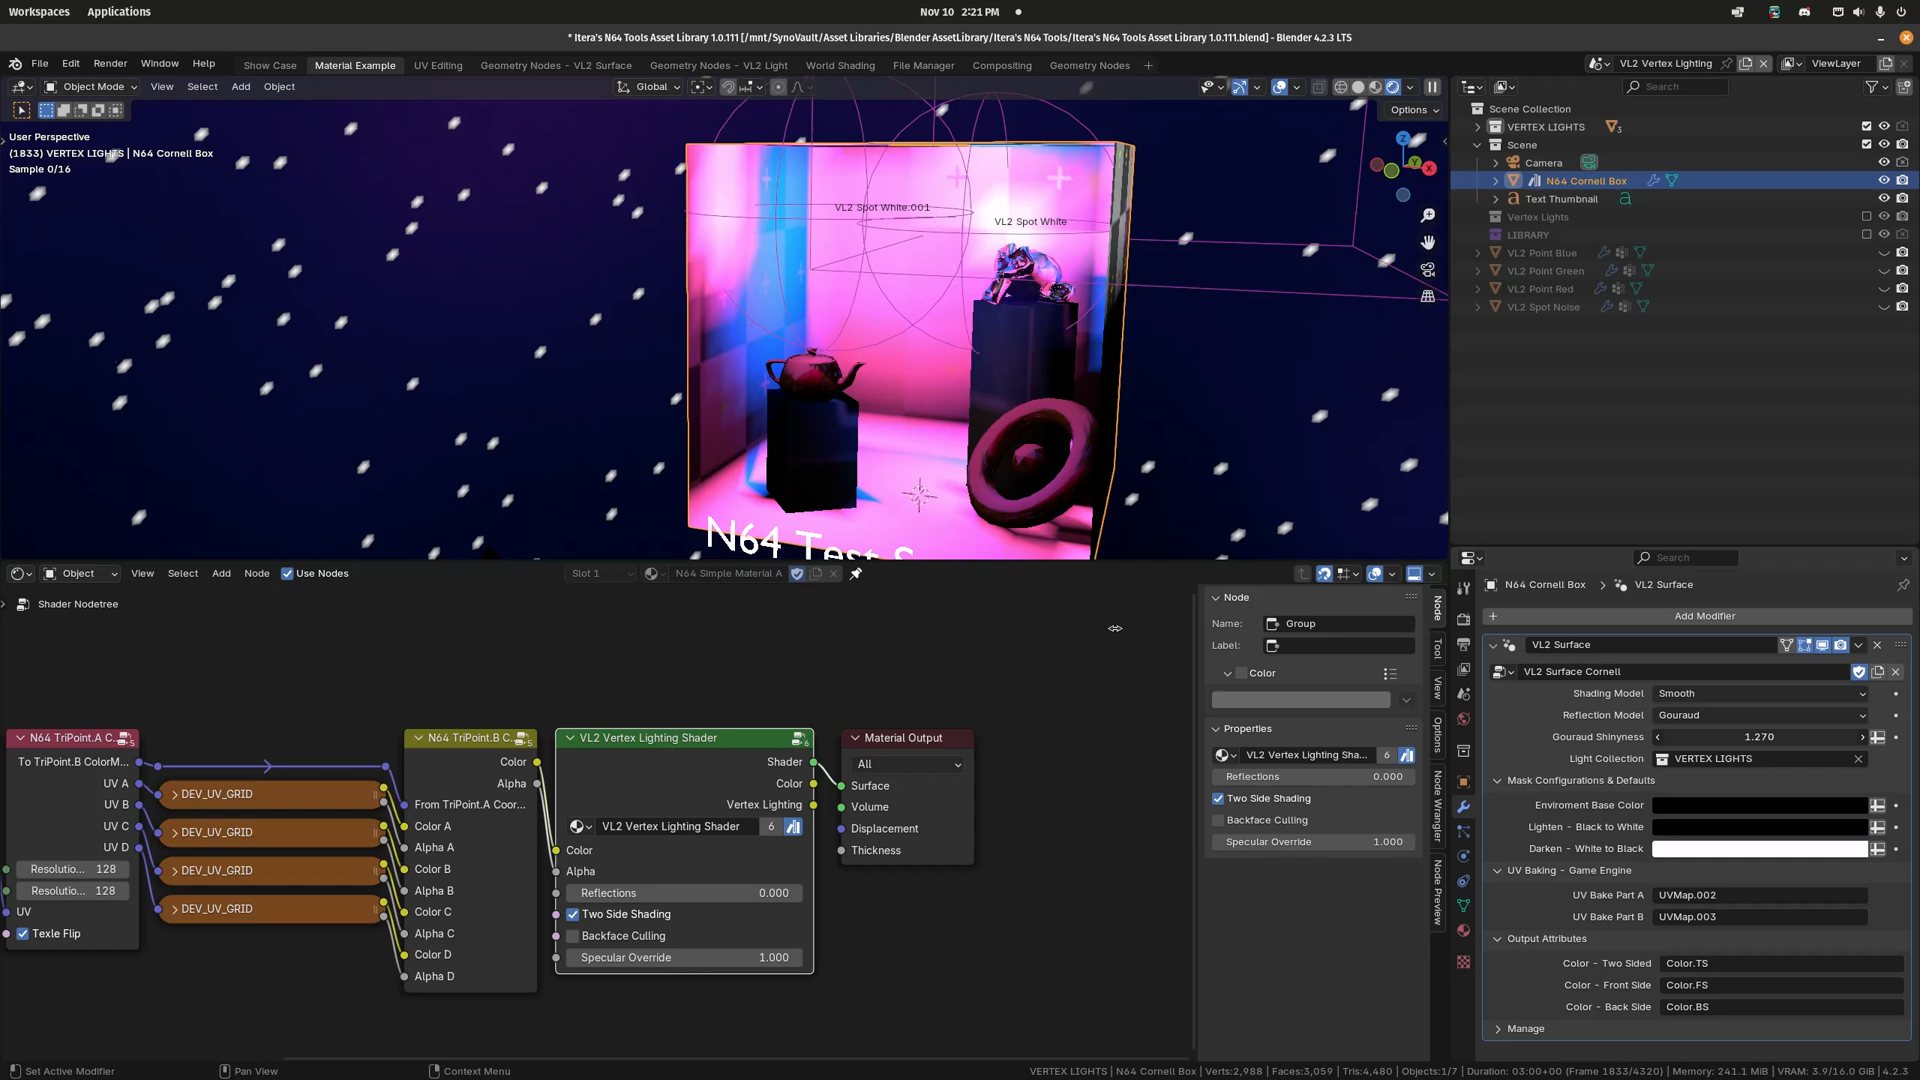 Workspaces Applications Nov 10 2:21 PM
* Itera's N64 Tools Asset Library 1.0.111 [/mnt/SynoVault/Asset Libraries/Blender AssetLibrary/Itera's N64 Tools/Itera's N64 Tools Asset Library 1.0.111.blend] - Blender 4.2.3 LTS
File Edit Render Window Help Show Case Material Example UV Editing Geometry Nodes - VL2 Surface Geometry Nodes - VL2 Light World Shading File Manager Compositing Geometry Nodes + VL2 Vertex Lighting ViewLayer
Object Mode View Select Add Object Global Search
Options
User Perspective
(1833) VERTEX LIGHTS | N64 Cornell Box
Sample 0/16
Z
Y
X
VL2 Spot White.001
VL2 Spot White
N64 Test S
Scene Collection
VERTEX LIGHTS 3
Scene
Camera
N64 Cornell Box
Text Thumbnail
Vertex Lights
LIBRARY
VL2 Point Blue
VL2 Point Green
VL2 Point Red
VL2 Spot Noise
Object View Select Add Node Use Nodes Slot 1 N64 Simple Material A
Shader Nodetree
N64 TriPoint.A C... 5
To TriPoint.B ColorM...
UV A
UV B
UV C
UV D
Resolutio... 128
Resolutio... 128
UV
Texle Flip
DEV_UV_GRID
DEV_UV_GRID
DEV_UV_GRID
DEV_UV_GRID
N64 TriPoint.B C... 5
Color
Alpha
From TriPoint.A Coor...
Color A
Alpha A
Color B
Alpha B
Color C
Alpha C
Color D
Alpha D
VL2 Vertex Lighting Shader 6
Shader
Color
Vertex Lighting
VL2 Vertex Lighting Shader 6
Color
Alpha
Reflections 0.000
Two Side Shading
Backface Culling
Specular Override 1.000
Material Output
All
Surface
Volume
Displacement
Thickness
Node
Name: Group
Label:
Color
Properties
VL2 Vertex Lighting Sha... 6
Reflections 0.000
Two Side Shading
Backface Culling
Specular Override 1.000
Node
Tool
View
Options
Node Wrangler
Node Preview
Search
N64 Cornell Box > VL2 Surface
+ Add Modifier
VL2 Surface
VL2 Surface Cornell
Shading Model Smooth
Reflection Model Gouraud
Gouraud Shinyness 1.270
Light Collection VERTEX LIGHTS
Mask Configurations & Defaults
Enviroment Base Color
Lighten - Black to White
Darken - White to Black
UV Baking - Game Engine
UV Bake Part A UVMap.002
UV Bake Part B UVMap.003
Output Attributes
Color - Two Sided Color.TS
Color - Front Side Color.FS
Color - Back Side Color.BS
Manage
Set Active Modifier Pan View Context Menu VERTEX LIGHTS | N64 Cornell Box | Verts:2,988 | Faces:3,059 | Tris:4,480 | Objects:1/7 | Duration: 03:00+00 (Frame 1833/4320) | Memory: 241.1 MiB | VRAM: 3.9/16.0 GiB | 4.2.3